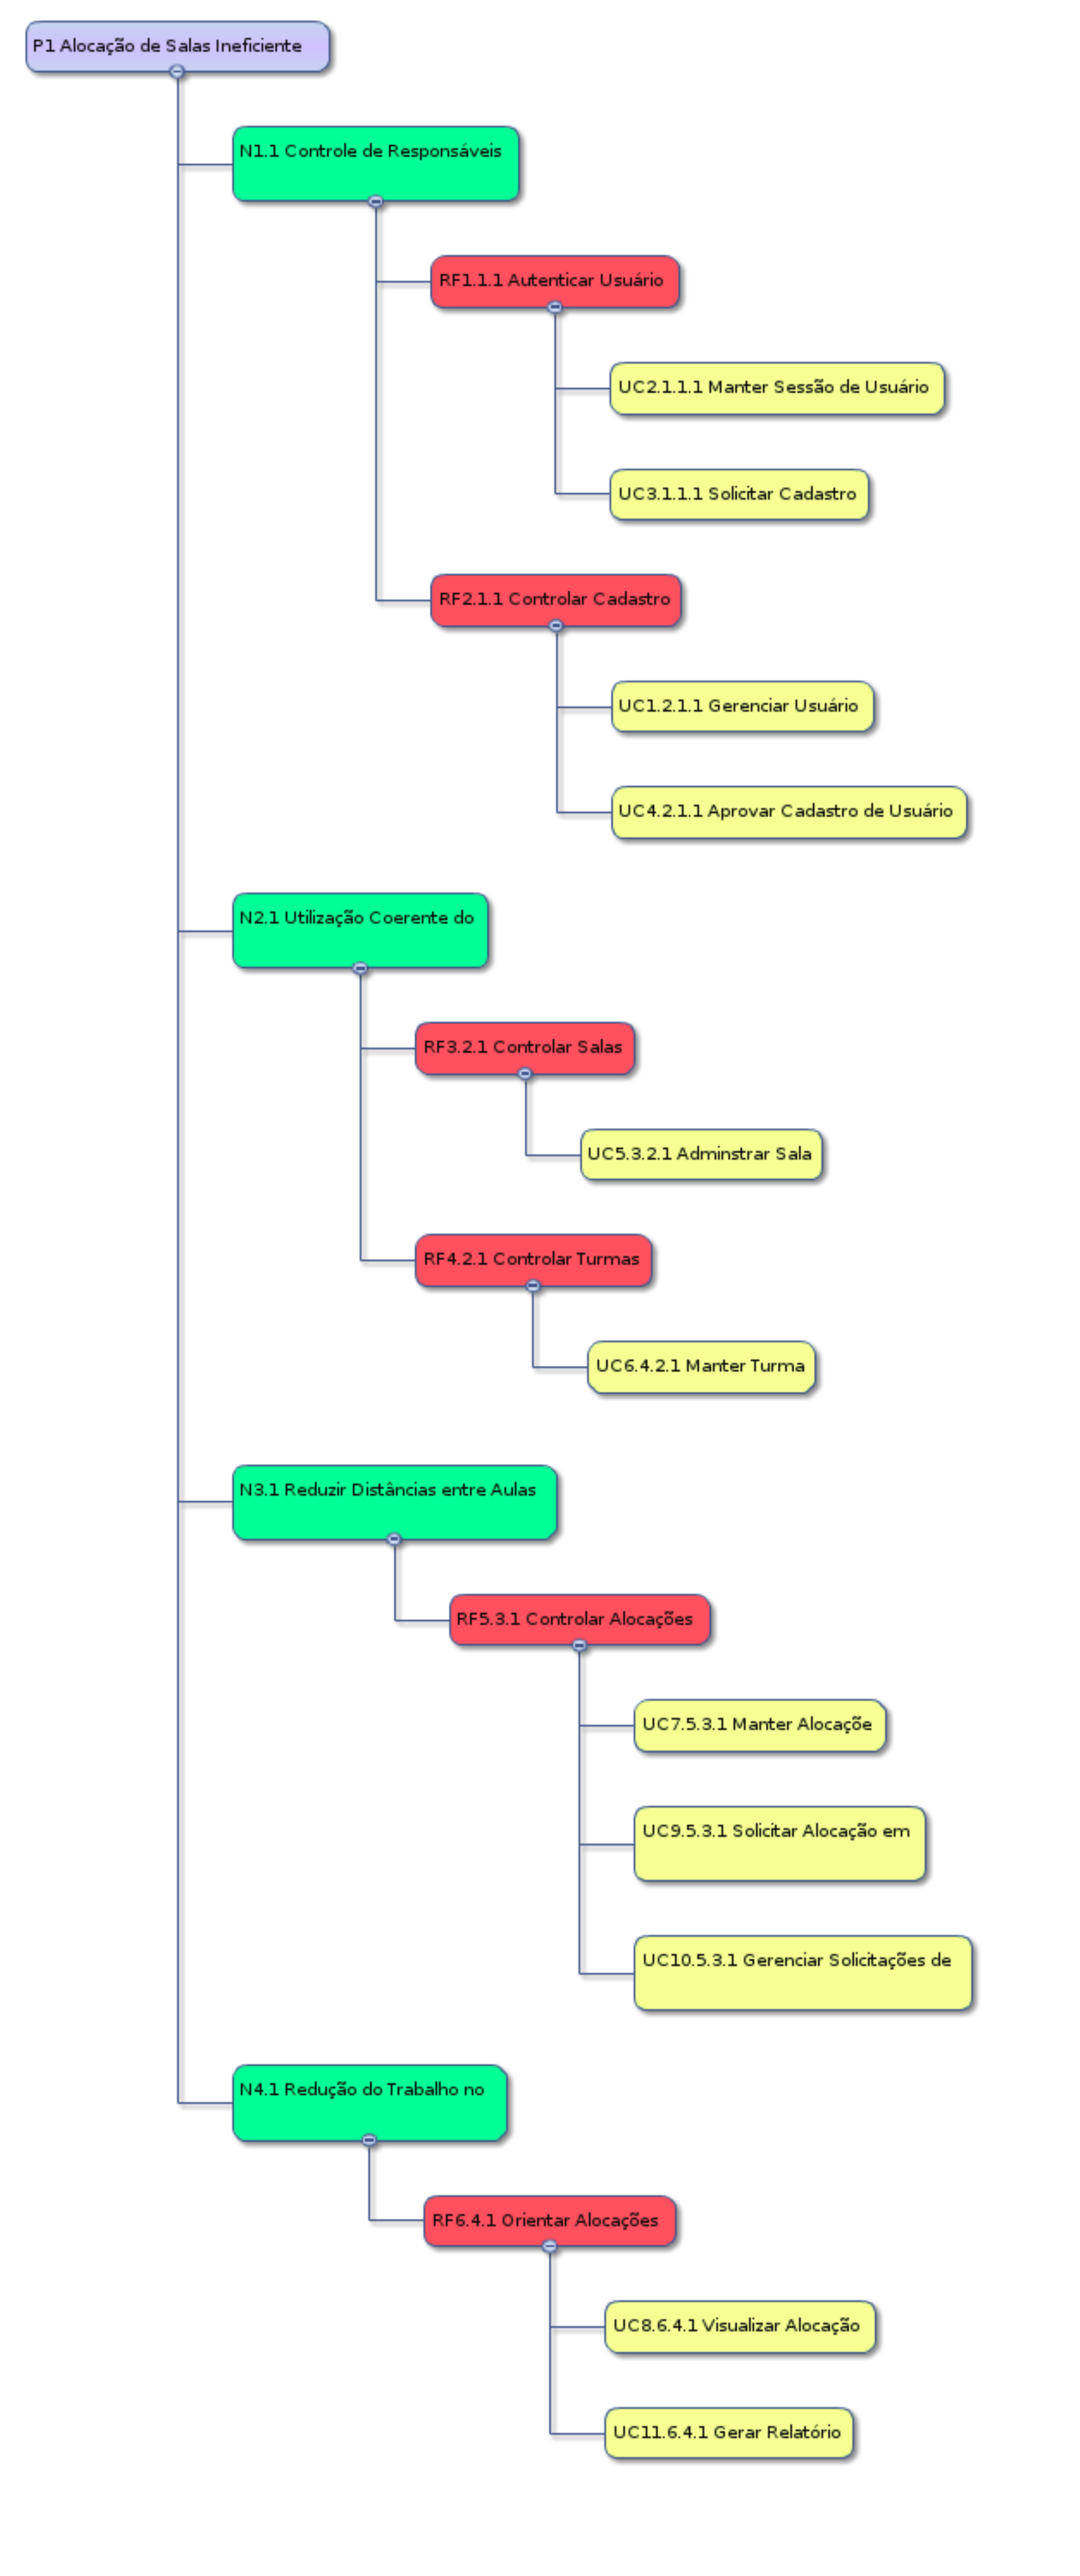 P1 Alocação de Salas Ineficiente
N1.1 Controle de Responsáveis
RF1.1.1 Autenticar Usuário
UC2.1.1.1 Manter Sessão de Usuário
UC3.1.1.1 Solicitar Cadastro
RF2.1.1 Controlar Cadastro
UC1.2.1.1 Gerenciar Usuário
UC4.2.1.1 Aprovar Cadastro de Usuário
N2.1 Utilização Coerente do
RF3.2.1 Controlar Salas
UC5.3.2.1 Adminstrar Sala
RF4.2.1 Controlar Turmas
UC6.4.2.1 Manter Turma
N3.1 Reduzir Distâncias entre Aulas
RF5.3.1 Controlar Alocações
UC7.5.3.1 Manter Alocaçõe
UC9.5.3.1 Solicitar Alocação em
UC10.5.3.1 Gerenciar Solicitações de
N4.1 Redução do Trabalho no
RF6.4.1 Orientar Alocações
UC8.6.4.1 Visualizar Alocação
UC11.6.4.1 Gerar Relatório